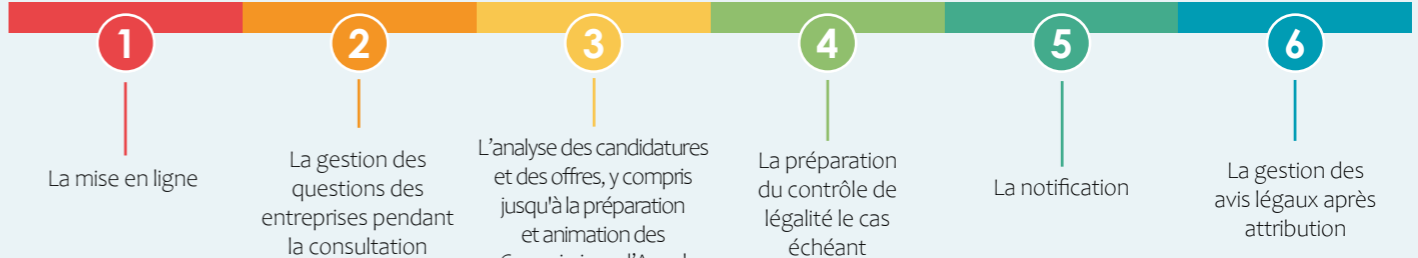 1
La mise en ligne
2
La gestion des
questions des
entreprises pendant
la consultation
3
L'analyse des candidatures
et des offres, y compris
jusqu'à la préparation
et animation des
4
La préparation
du contrôle de
légalité le cas
échéant
5
La notification
6
La gestion des
avis légaux après
attribution